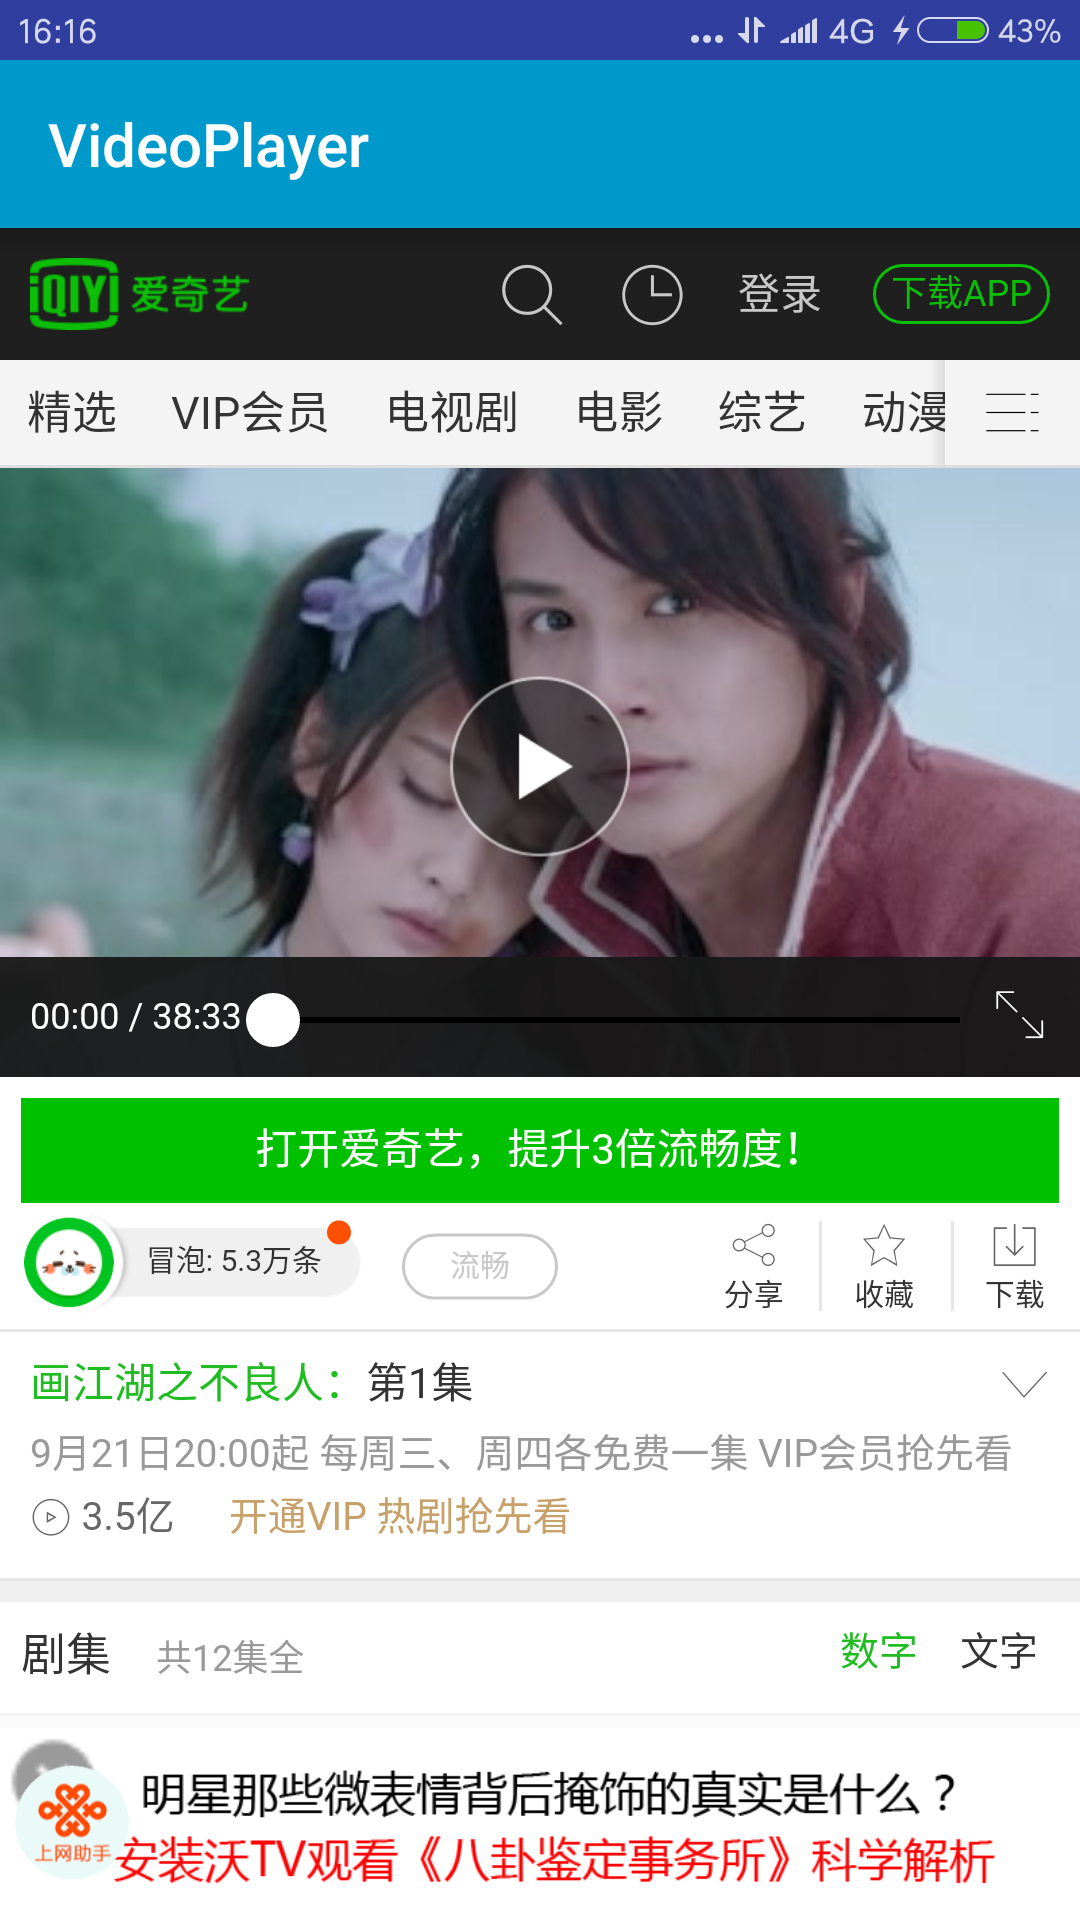 16:16
4G 43%
VideoPlayer
iQIYI 爱奇艺 登录 下载APP
精选 VIP会员 电视剧 电影 综艺 动漫
00:00 / 38:33
打开爱奇艺，提升3倍流畅度！
冒泡: 5.3万条 流畅 分享 收藏 下载
画江湖之不良人：第1集
9月21日20:00起 每周三、周四各免费一集 VIP会员抢先看
3.5亿 开通VIP 热剧抢先看
剧集 共12集全 数字 文字
明星那些微表情背后掩饰的真实是什么？
上网助手
安装沃TV观看《八卦鉴定事务所》科学解析